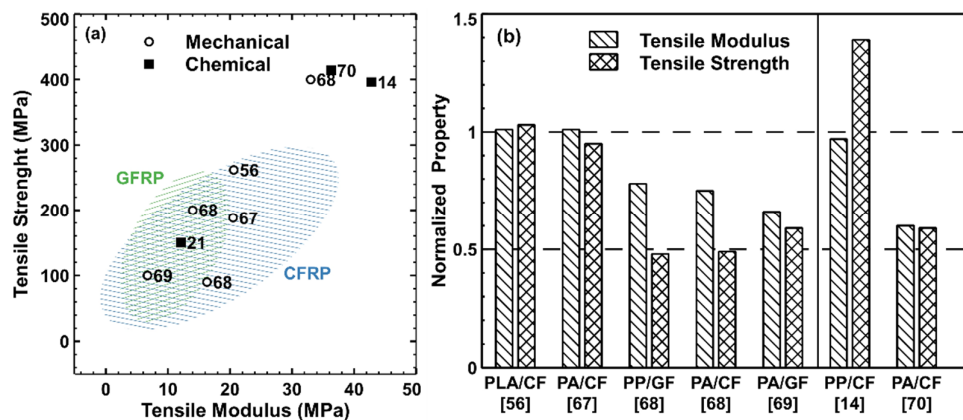 (a)
Mechanical
Chemical
Tensile Strenght (MPa)
500
400
300
200
100
0
68
70
14
56
GFRP
68
67
21
69
68
CFRP
0
10
20
30
40
50
Tensile Modulus (MPa)
(b)
Tensile Modulus
Tensile Strength
Normalized Property
1.5
1
0.5
0
PLA/CF PA/CF PP/GF PA/CF PA/GF PP/CF PA/CF
[56] [67] [68] [68] [69] [14] [70]